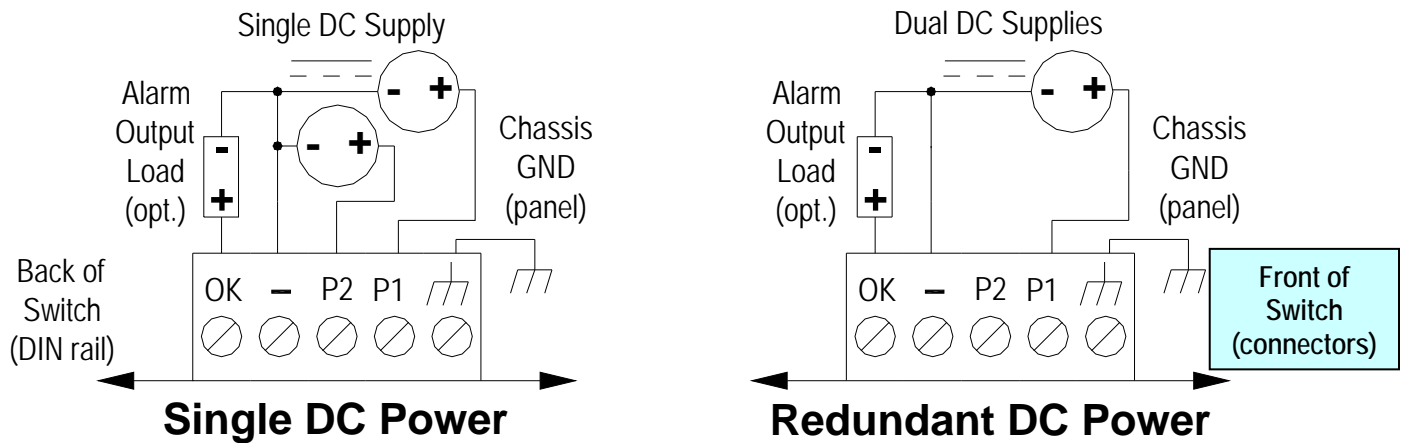 Single DC Supply
Alarm
Output
Load
(opt.)
-
+
- +
- +
Chassis
GND
(panel)
Back of
Switch
(DIN rail)
OK – P2 P1
Single DC Power
Dual DC Supplies
Alarm
Output
Load
(opt.)
-
+
- +
Chassis
GND
(panel)
OK – P2 P1
Front of
Switch
(connectors)
Redundant DC Power